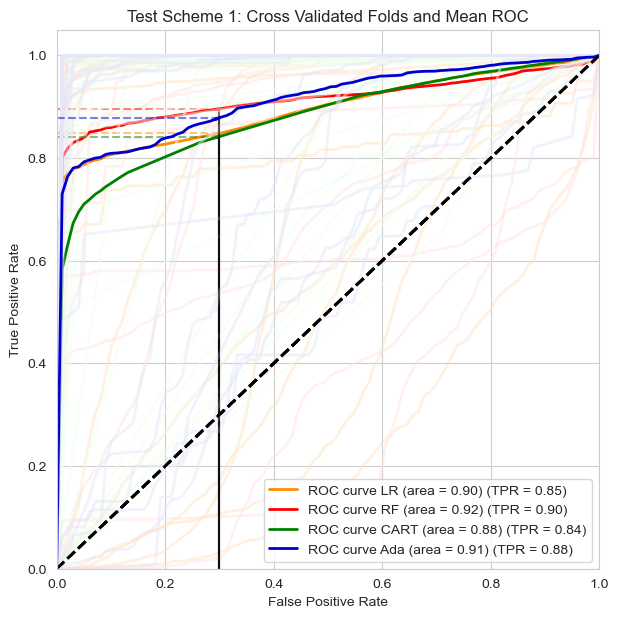 Test Scheme 1: Cross Validated Folds and Mean ROC
True Positive Rate
1.0
0.8
0.6
0.4
0.2
0.0
ROC curve LR (area = 0.90) (TPR = 0.85)
ROC curve RF (area = 0.92) (TPR = 0.90)
ROC curve CART (area = 0.88) (TPR = 0.84)
ROC curve Ada (area = 0.91) (TPR = 0.88)
0.0 0.2 0.4 0.6 0.8 1.0
False Positive Rate